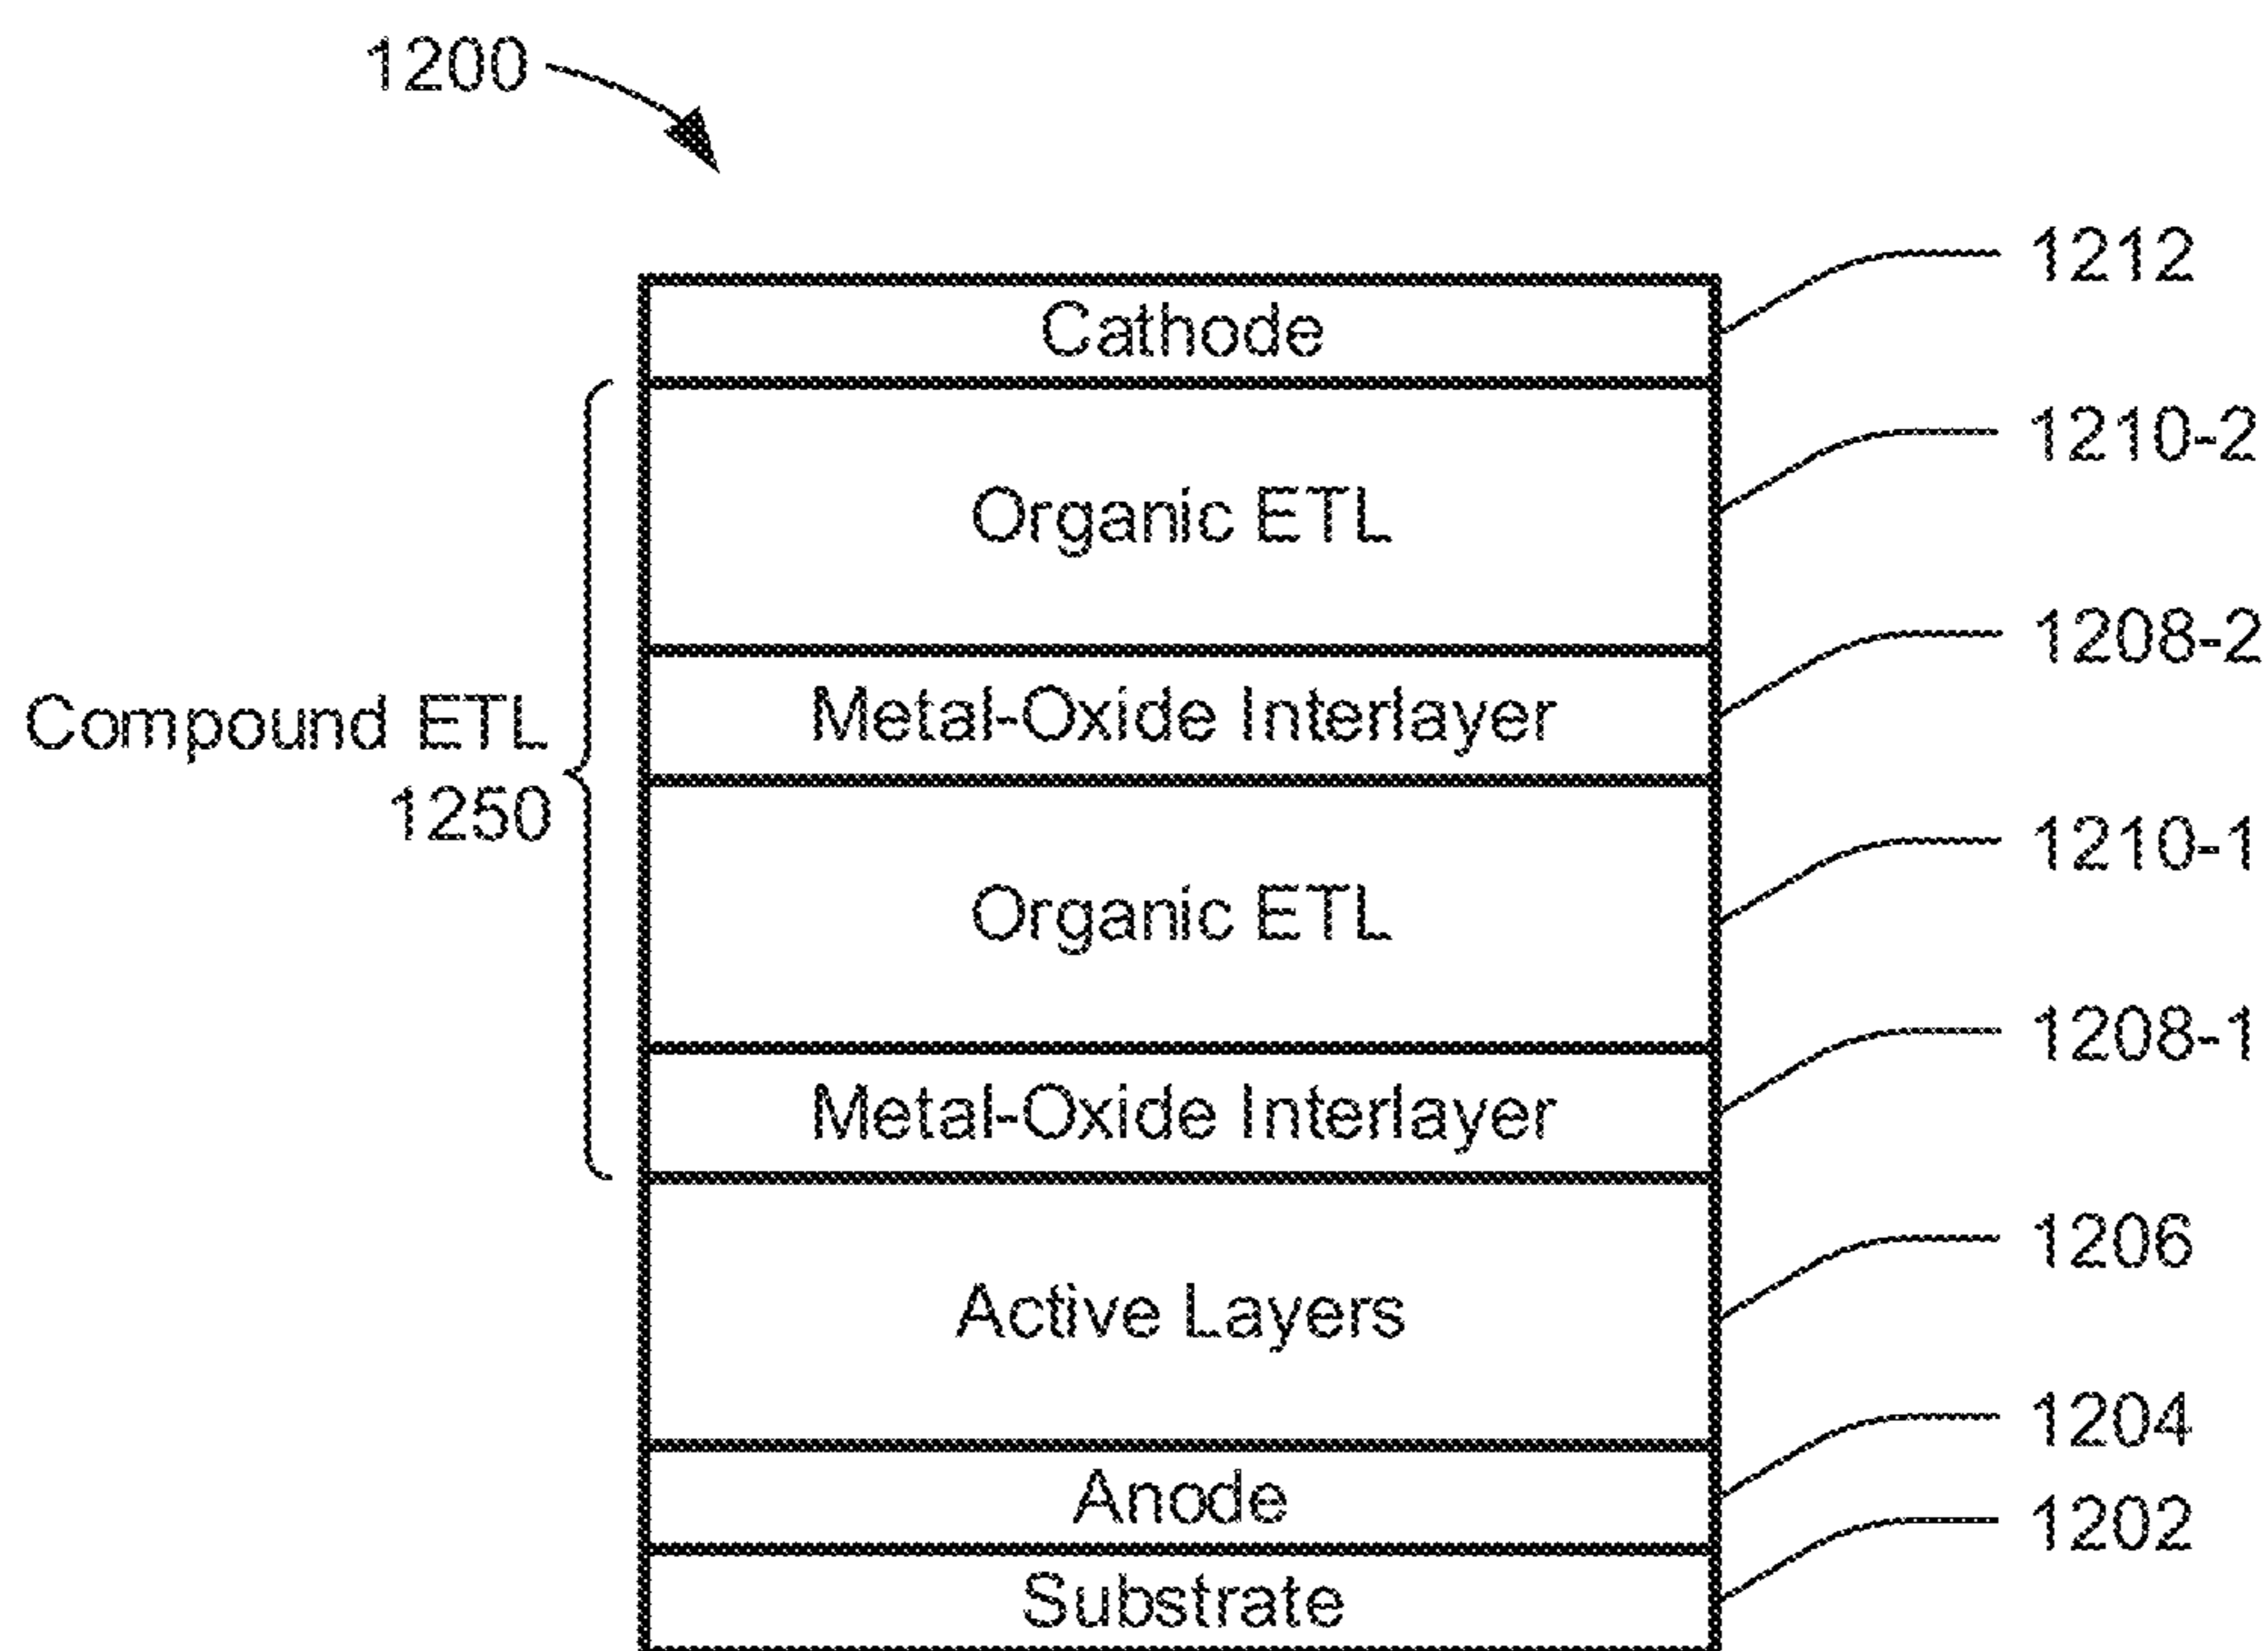 1200
1212
Cathode
1210-2
Organic ETL
1208-2
Metal-Oxide Interlayer
Compound ETL
1250
1210-1
Organic ETL
1208-1
Metal-Oxide Interlayer
1206
Active Layers
1204
Anode
1202
Substrate